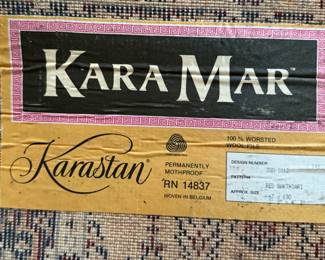 KARA MAR
Karastan®
PERMANENTLY
MOTHPROOF
RN 14837
WOVEN IN BELGIUM
100% WORSTED
WOOL PILE
DESIGN NUMBER
PATTERN
APPROX. SIZE